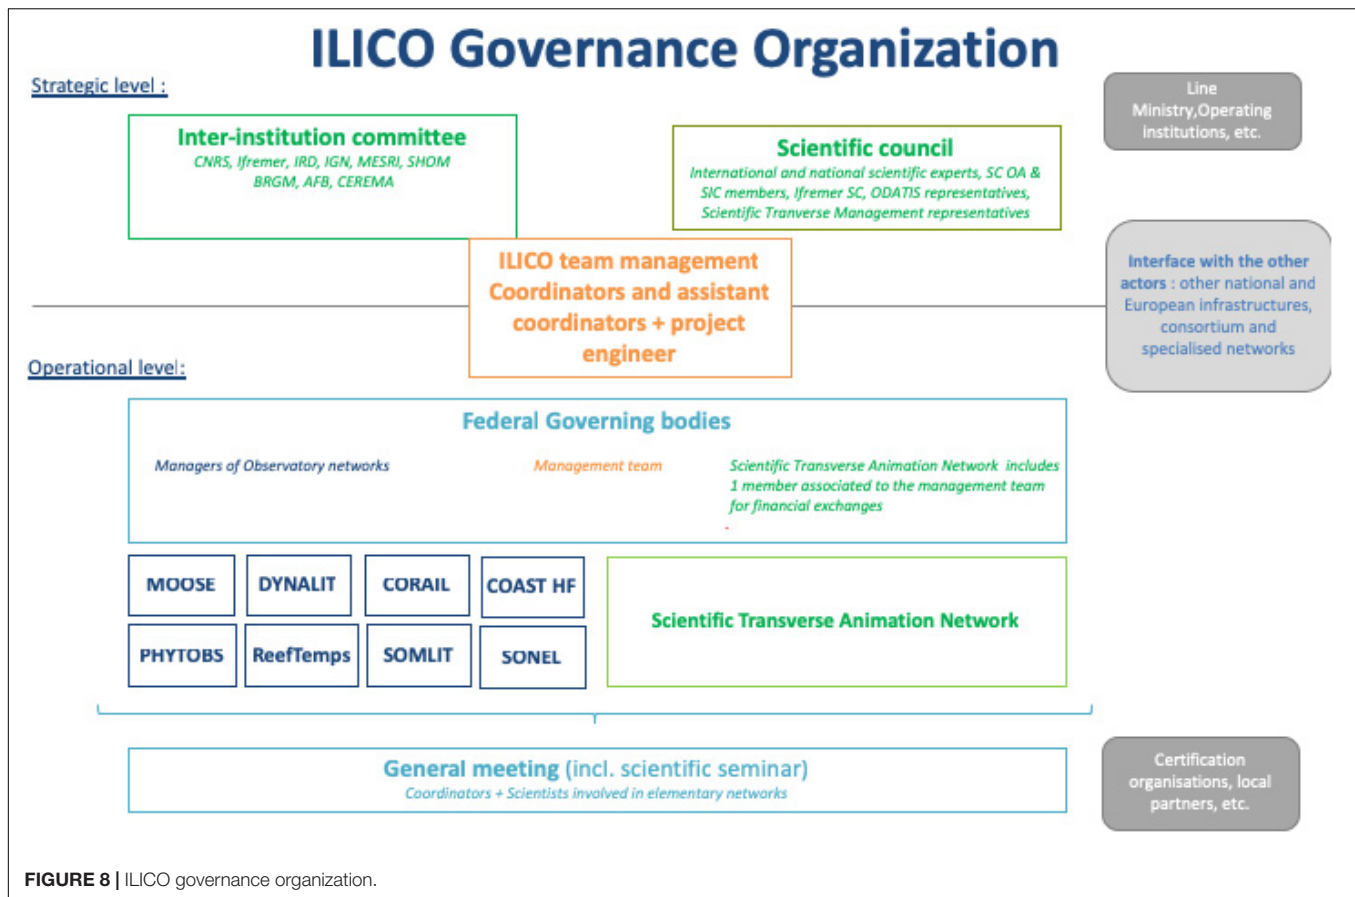 ILICO Governance Organization
Strategic level :
Line
Ministry,Operating
institutions, etc.
Inter-institution committee
CNRS, Ifremer, IRD, IGN, MESRI, SHOM
BRGM, AFB, CEREMA
Scientific council
International and national scientific experts, SC OA &
SIC members, Ifremer SC, ODATIS representatives,
Scientific Tranverse Management representatives
ILICO team management
Coordinators and assistant
coordinators + project
engineer
Interface with the other
actors : other national and
European infrastructures,
consortium and
specialised networks
Operational level:
Federal Governing bodies
Managers of Observatory networks
Management team
Scientific Transverse Animation Network includes
1 member associated to the management team
for financial exchanges
MOOSE
DYNALIT
CORAIL
COAST HF
PHYTOBS
ReefTemps
SOMLIT
SONEL
Scientific Transverse Animation Network
General meeting (incl. scientific seminar)
Coordinators + Scientists involved in elementary networks
Certification
organisations, local
partners, etc.
FIGURE 8 | ILICO governance organization.